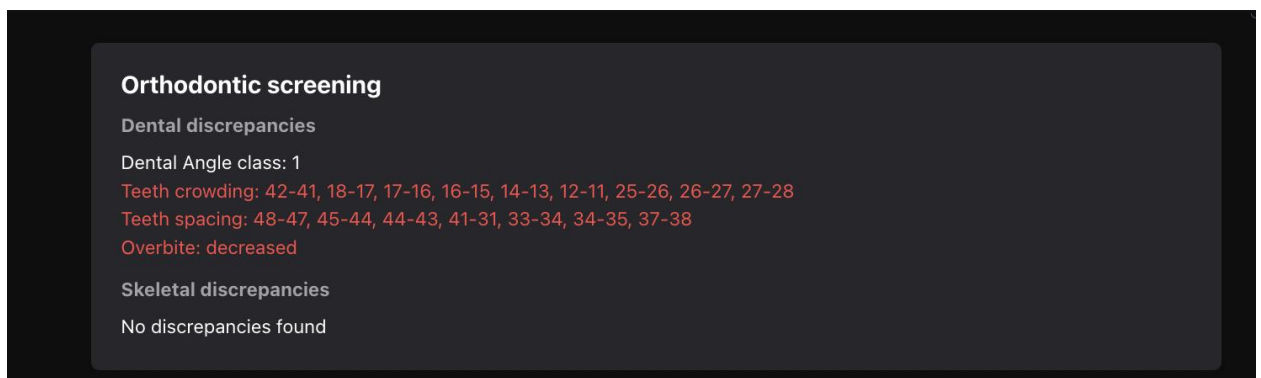 Orthodontic screening
Dental discrepancies
Dental Angle class: 1
Teeth crowding: 42-41, 18-17, 17-16, 16-15, 14-13, 12-11, 25-26, 26-27, 27-28
Teeth spacing: 48-47, 45-44, 44-43, 41-31, 33-34, 34-35, 37-38
Overbite: decreased
Skeletal discrepancies
No discrepancies found